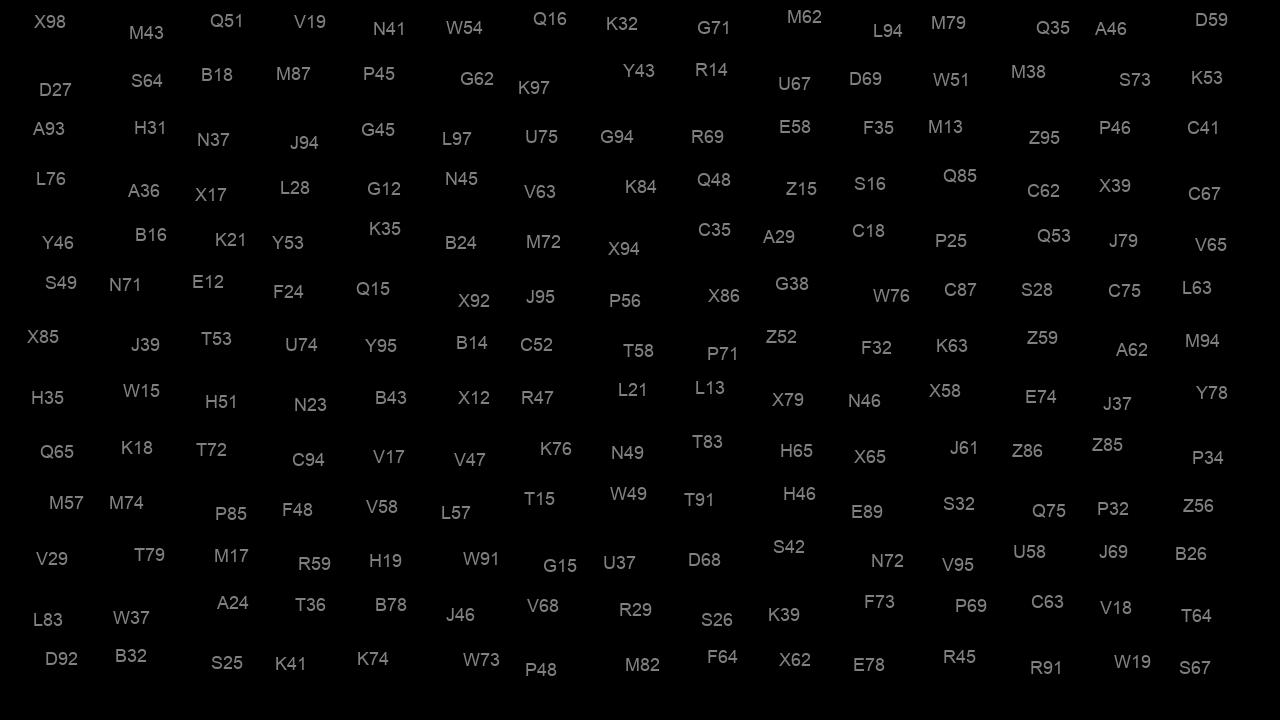 X98 M43 Q51 V19 N41 W54 Q16 K32 G71 M62 L94 M79 Q35 A46 D59
D27 S64 B18 M87 P45 G62 K97 Y43 R14 U67 D69 W51 M38 S73 K53
A93 H31 N37 J94 G45 L97 U75 G94 R69 E58 F35 M13 Z95 P46 C41
L76 A36 X17 L28 G12 N45 V63 K84 Q48 Z15 S16 Q85 C62 X39 C67
Y46 B16 K21 Y53 K35 B24 M72 X94 C35 A29 C18 P25 Q53 J79 V65
S49 N71 E12 F24 Q15 X92 J95 P56 X86 G38 W76 C87 S28 C75 L63
X85 J39 T53 U74 Y95 B14 C52 T58 P71 Z52 F32 K63 Z59 A62 M94
H35 W15 H51 N23 B43 X12 R47 L21 L13 X79 N46 X58 E74 J37 Y78
Q65 K18 T72 C94 V17 V47 K76 N49 T83 H65 X65 J61 Z86 Z85 P34
M57 M74 P85 F48 V58 L57 T15 W49 T91 H46 E89 S32 Q75 P32 Z56
V29 T79 M17 R59 H19 W91 G15 U37 D68 S42 N72 V95 U58 J69 B26
L83 W37 A24 T36 B78 J46 V68 R29 S26 K39 F73 P69 C63 V18 T64
D92 B32 S25 K41 K74 W73 P48 M82 F64 X62 E78 R45 R91 W19 S67